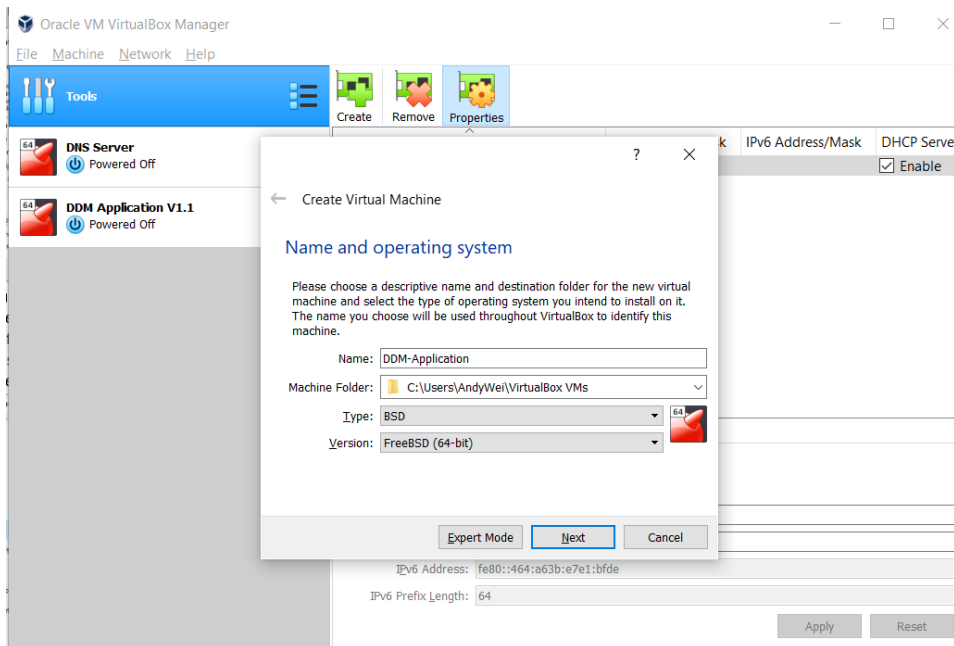 Oracle VM VirtualBox Manager
File Machine Network Help
Tools
Create Remove Properties
64
DNS Server
Powered Off
64
DDM Application V1.1
Powered Off
sk IPv6 Address/Mask DHCP Serve
Enable
?
Create Virtual Machine
Name and operating system
Please choose a descriptive name and destination folder for the new virtual
machine and select the type of operating system you intend to install on it.
The name you choose will be used throughout VirtualBox to identify this
machine.
Name: DDM-Application
Machine Folder: C:\Users\AndyWei\VirtualBox VMs
Type: BSD
64
Version: FreeBSD (64-bit)
Expert Mode Next Cancel
IPv6 Address: fe80::464:a63b:e7e1:bfde
IPv6 Prefix Length: 64
Apply Reset